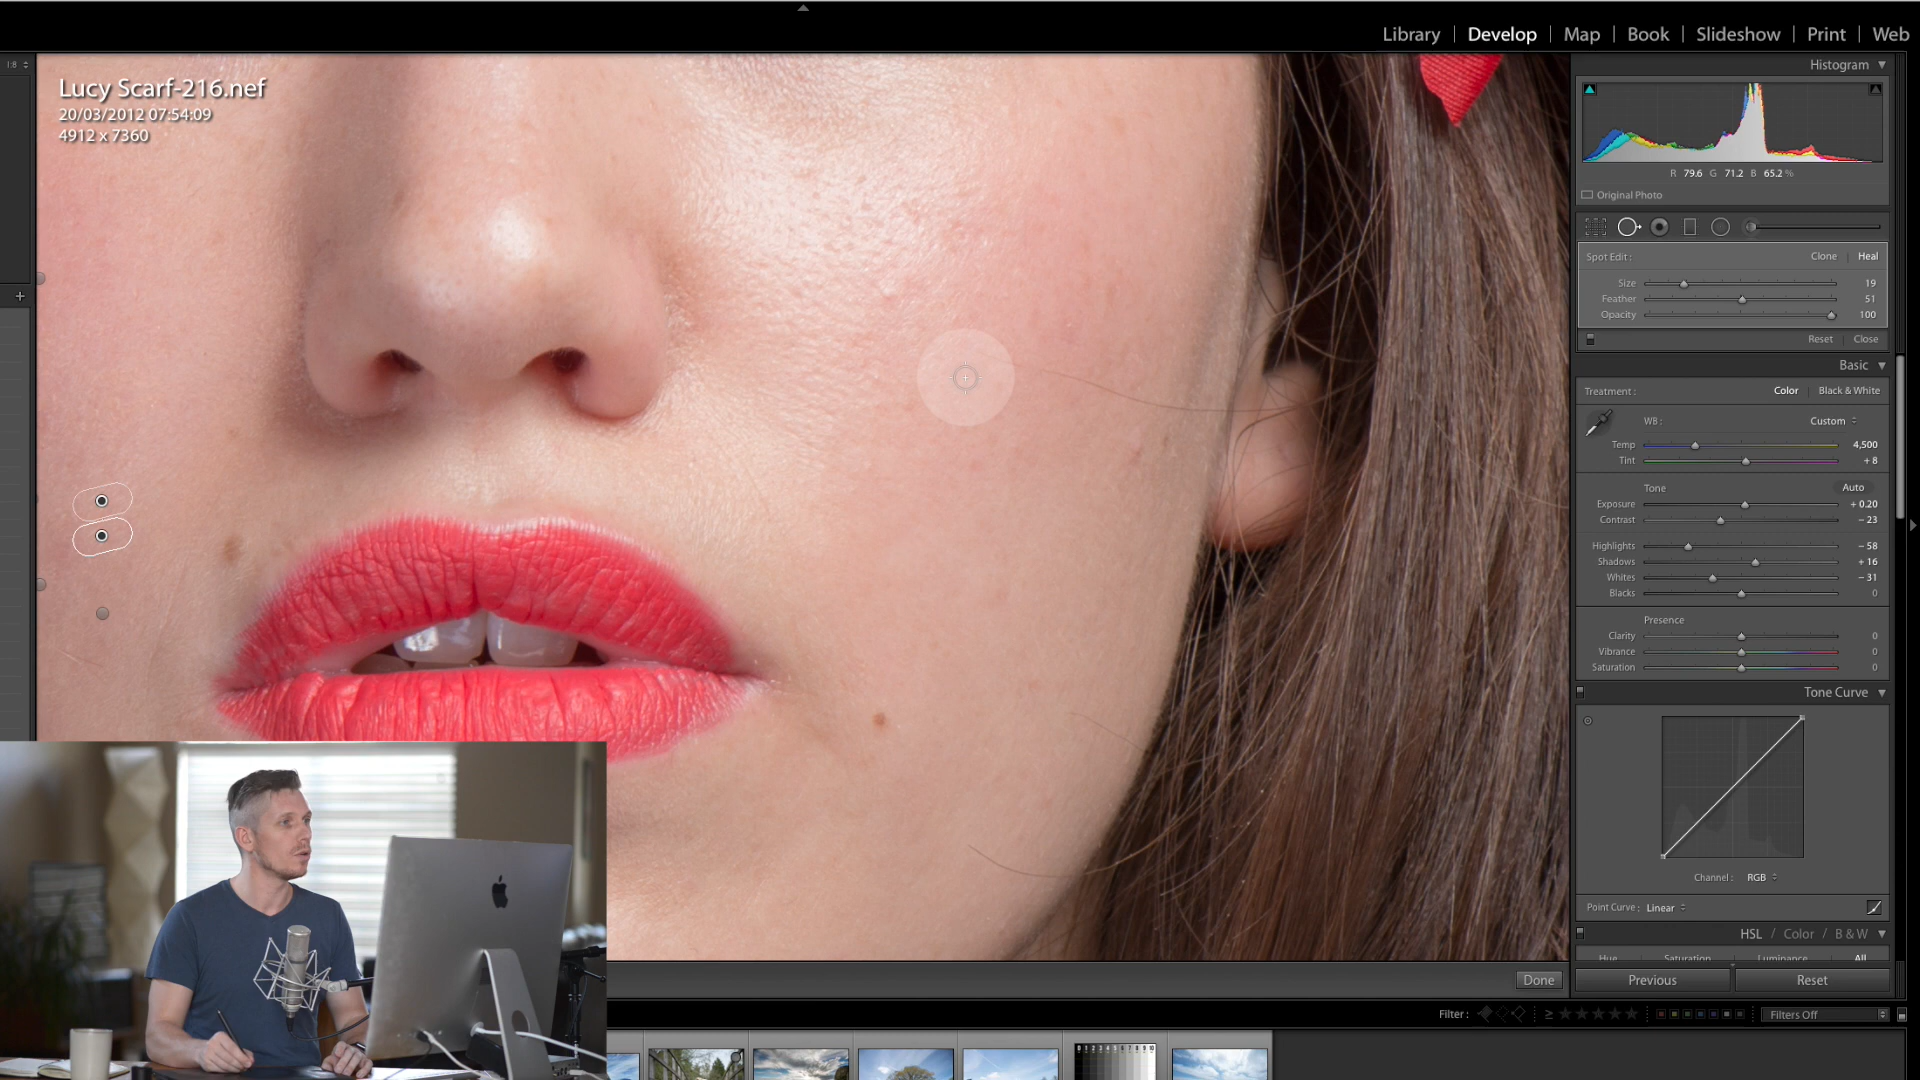 Library | Develop | Map | Book | Slideshow | Print | Web
Histogram
Lucy Scarf-216.nef
20/03/2012 07:54:09
4912 x 7360
R 79.6 G 71.2 B 65.2 %
Original Photo
Spot Edit : Clone | Heal
Size 19
Feather 51
Opacity 100
Reset | Close
Basic
Treatment : Color | Black & White
WB : Custom
Temp 4,500
Tint + 8
Tone Auto
Exposure + 0.20
Contrast − 23
Highlights − 58
Shadows + 16
Whites − 31
Blacks 0
Presence
Clarity 0
Vibrance 0
Saturation 0
Tone Curve
Channel : RGB
Point Curve : Linear
HSL / Color / B & W
Hue Saturation Luminance All
Done
Previous Reset
Filter : ≥ ★★★★★ Filters Off